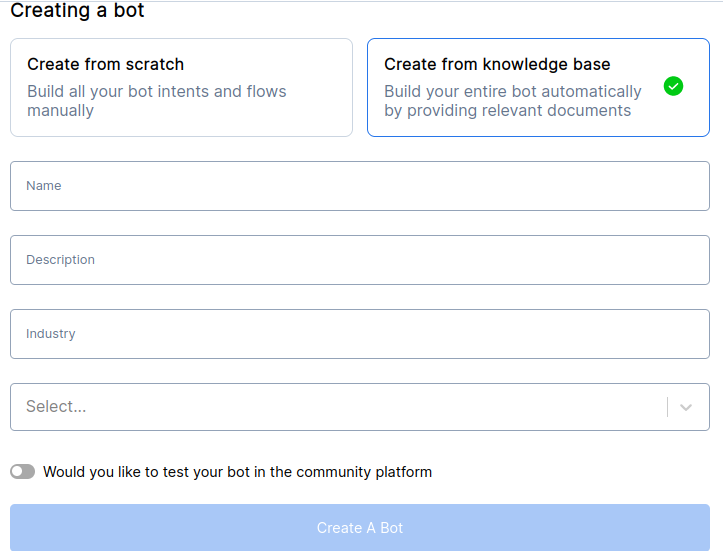 Creating a bot
Create from scratch
Build all your bot intents and flows
manually
Create from knowledge base
Build your entire bot automatically
by providing relevant documents
Name
Description
Industry
Select...
Would you like to test your bot in the community platform
Create A Bot